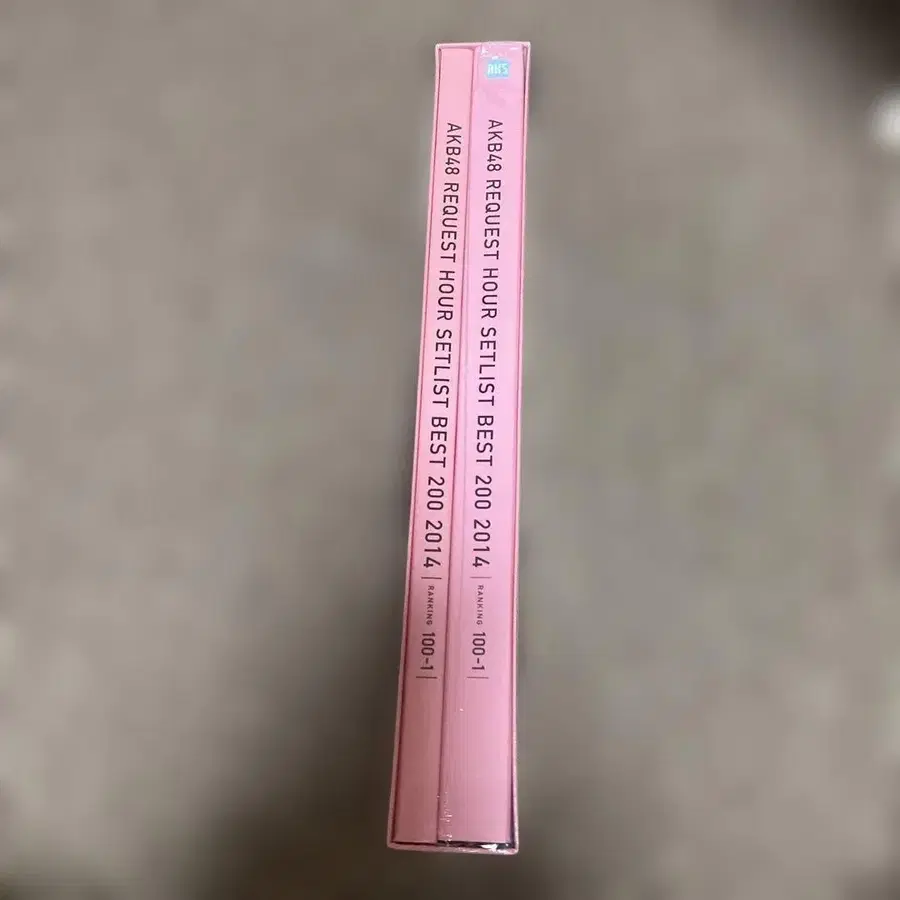 AKS
AKB48 REQUEST HOUR SETLIST BEST 200 2014 | RANKING 100-1 |
AKB48 REQUEST HOUR SETLIST BEST 200 2014 | RANKING 100-1 |